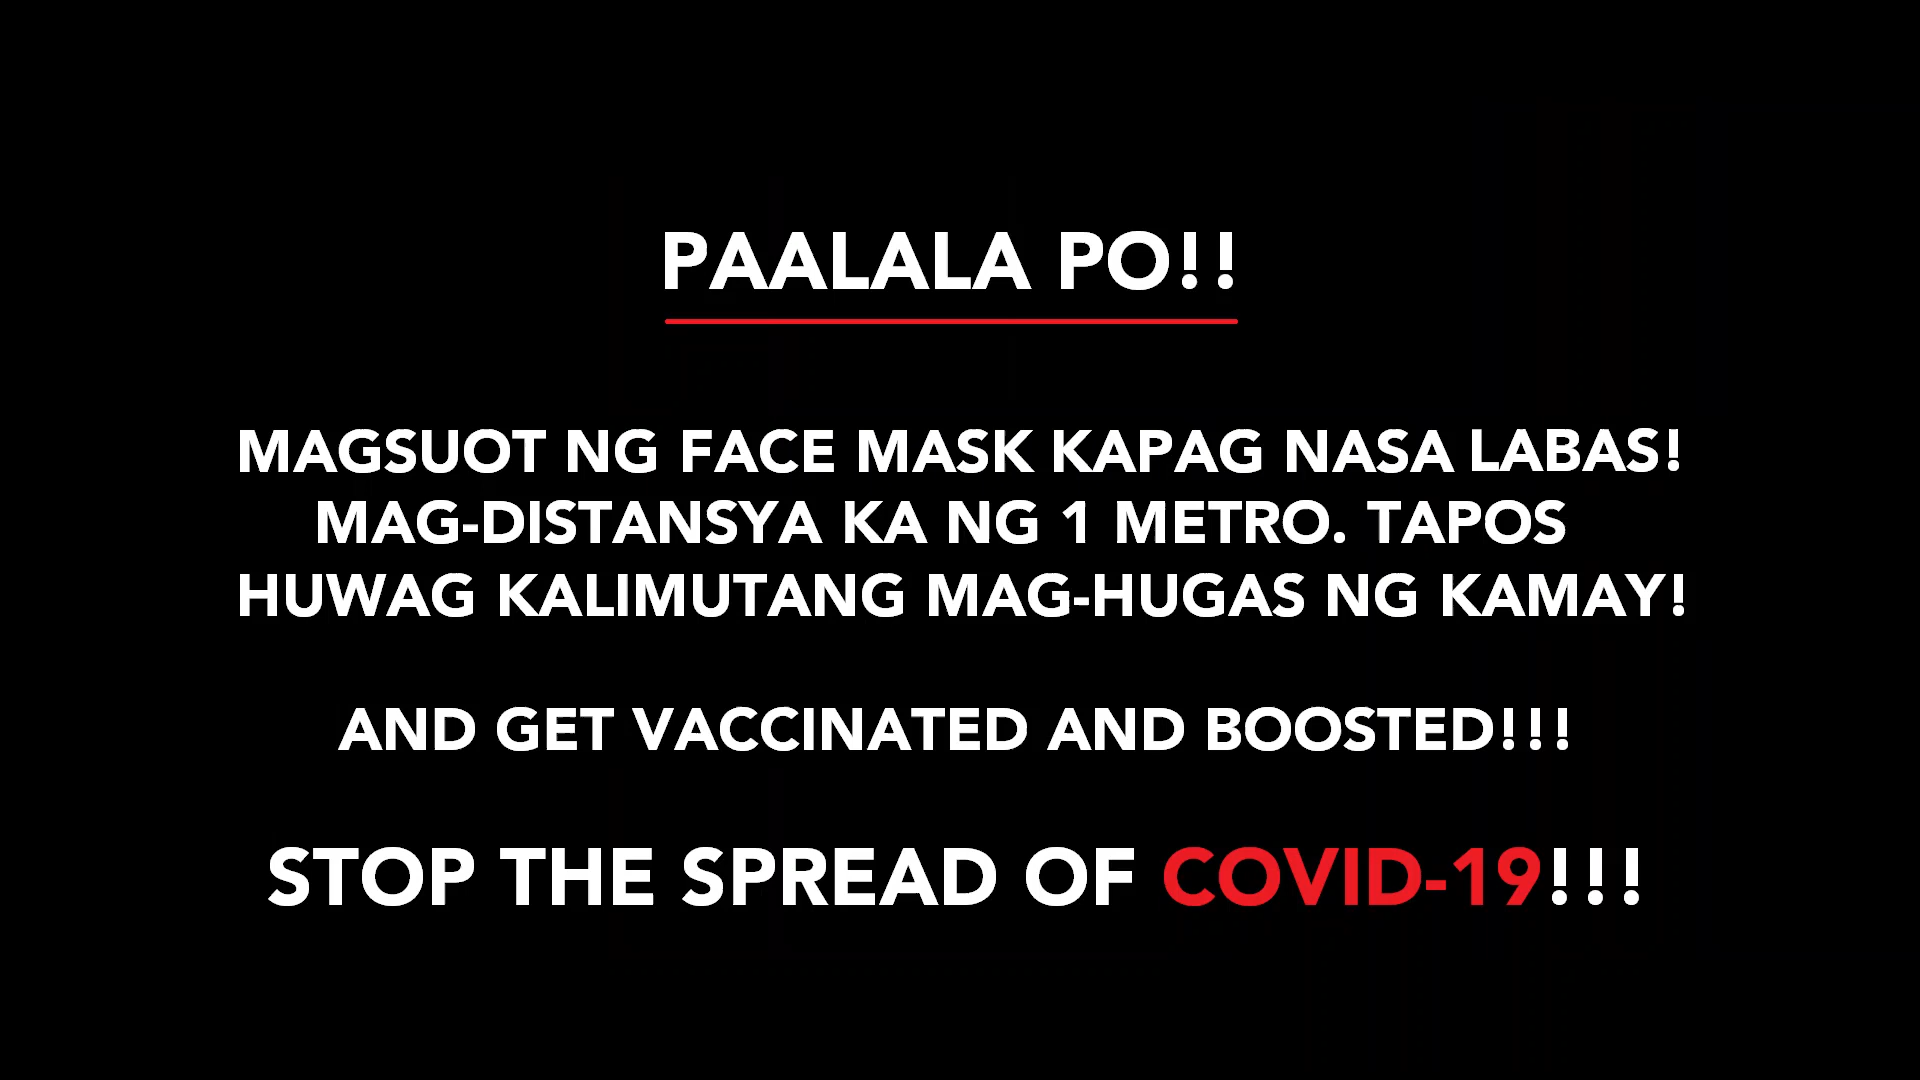 PAALALA PO!!
MAGSUOT NG FACE MASK KAPAG NASA LABAS!
MAG-DISTANSYA KA NG 1 METRO. TAPOS
HUWAG KALIMUTANG MAG-HUGAS NG KAMAY!
AND GET VACCINATED AND BOOSTED!!!
STOP THE SPREAD OF COVID-19!!!